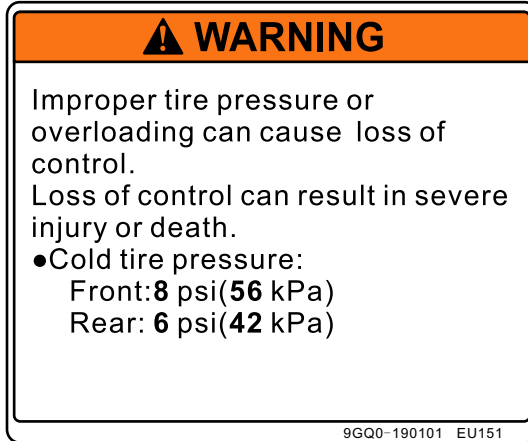 WARNING
Improper tire pressure or
overloading can cause loss of
control.
Loss of control can result in severe
injury or death.
●Cold tire pressure:
Front:8 psi(56 kPa)
Rear: 6 psi(42 kPa)
9GQ0-190101 EU151